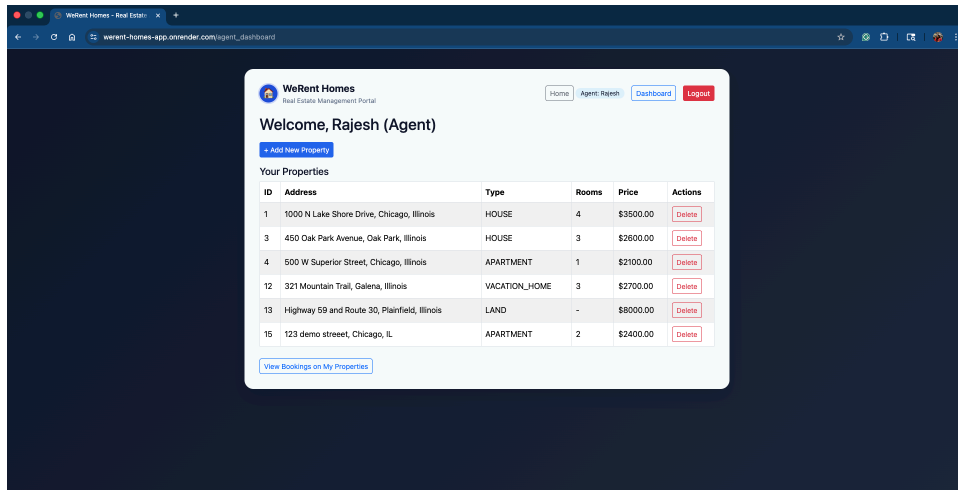 WeRent Homes - Real Estate
werent-homes-app.onrender.com/agent_dashboard
WeRent Homes
Real Estate Management Portal
Home Agent: Rajesh Dashboard Logout
Welcome, Rajesh (Agent)
+ Add New Property
Your Properties
ID Address Type Rooms Price Actions
1 1000 N Lake Shore Drive, Chicago, Illinois HOUSE 4 $3500.00 Delete
3 450 Oak Park Avenue, Oak Park, Illinois HOUSE 3 $2600.00 Delete
4 500 W Superior Street, Chicago, Illinois APARTMENT 1 $2100.00 Delete
12 321 Mountain Trail, Galena, Illinois VACATION_HOME 3 $2700.00 Delete
13 Highway 59 and Route 30, Plainfield, Illinois LAND - $8000.00 Delete
15 123 demo streeet, Chicago, IL APARTMENT 2 $2400.00 Delete
View Bookings on My Properties